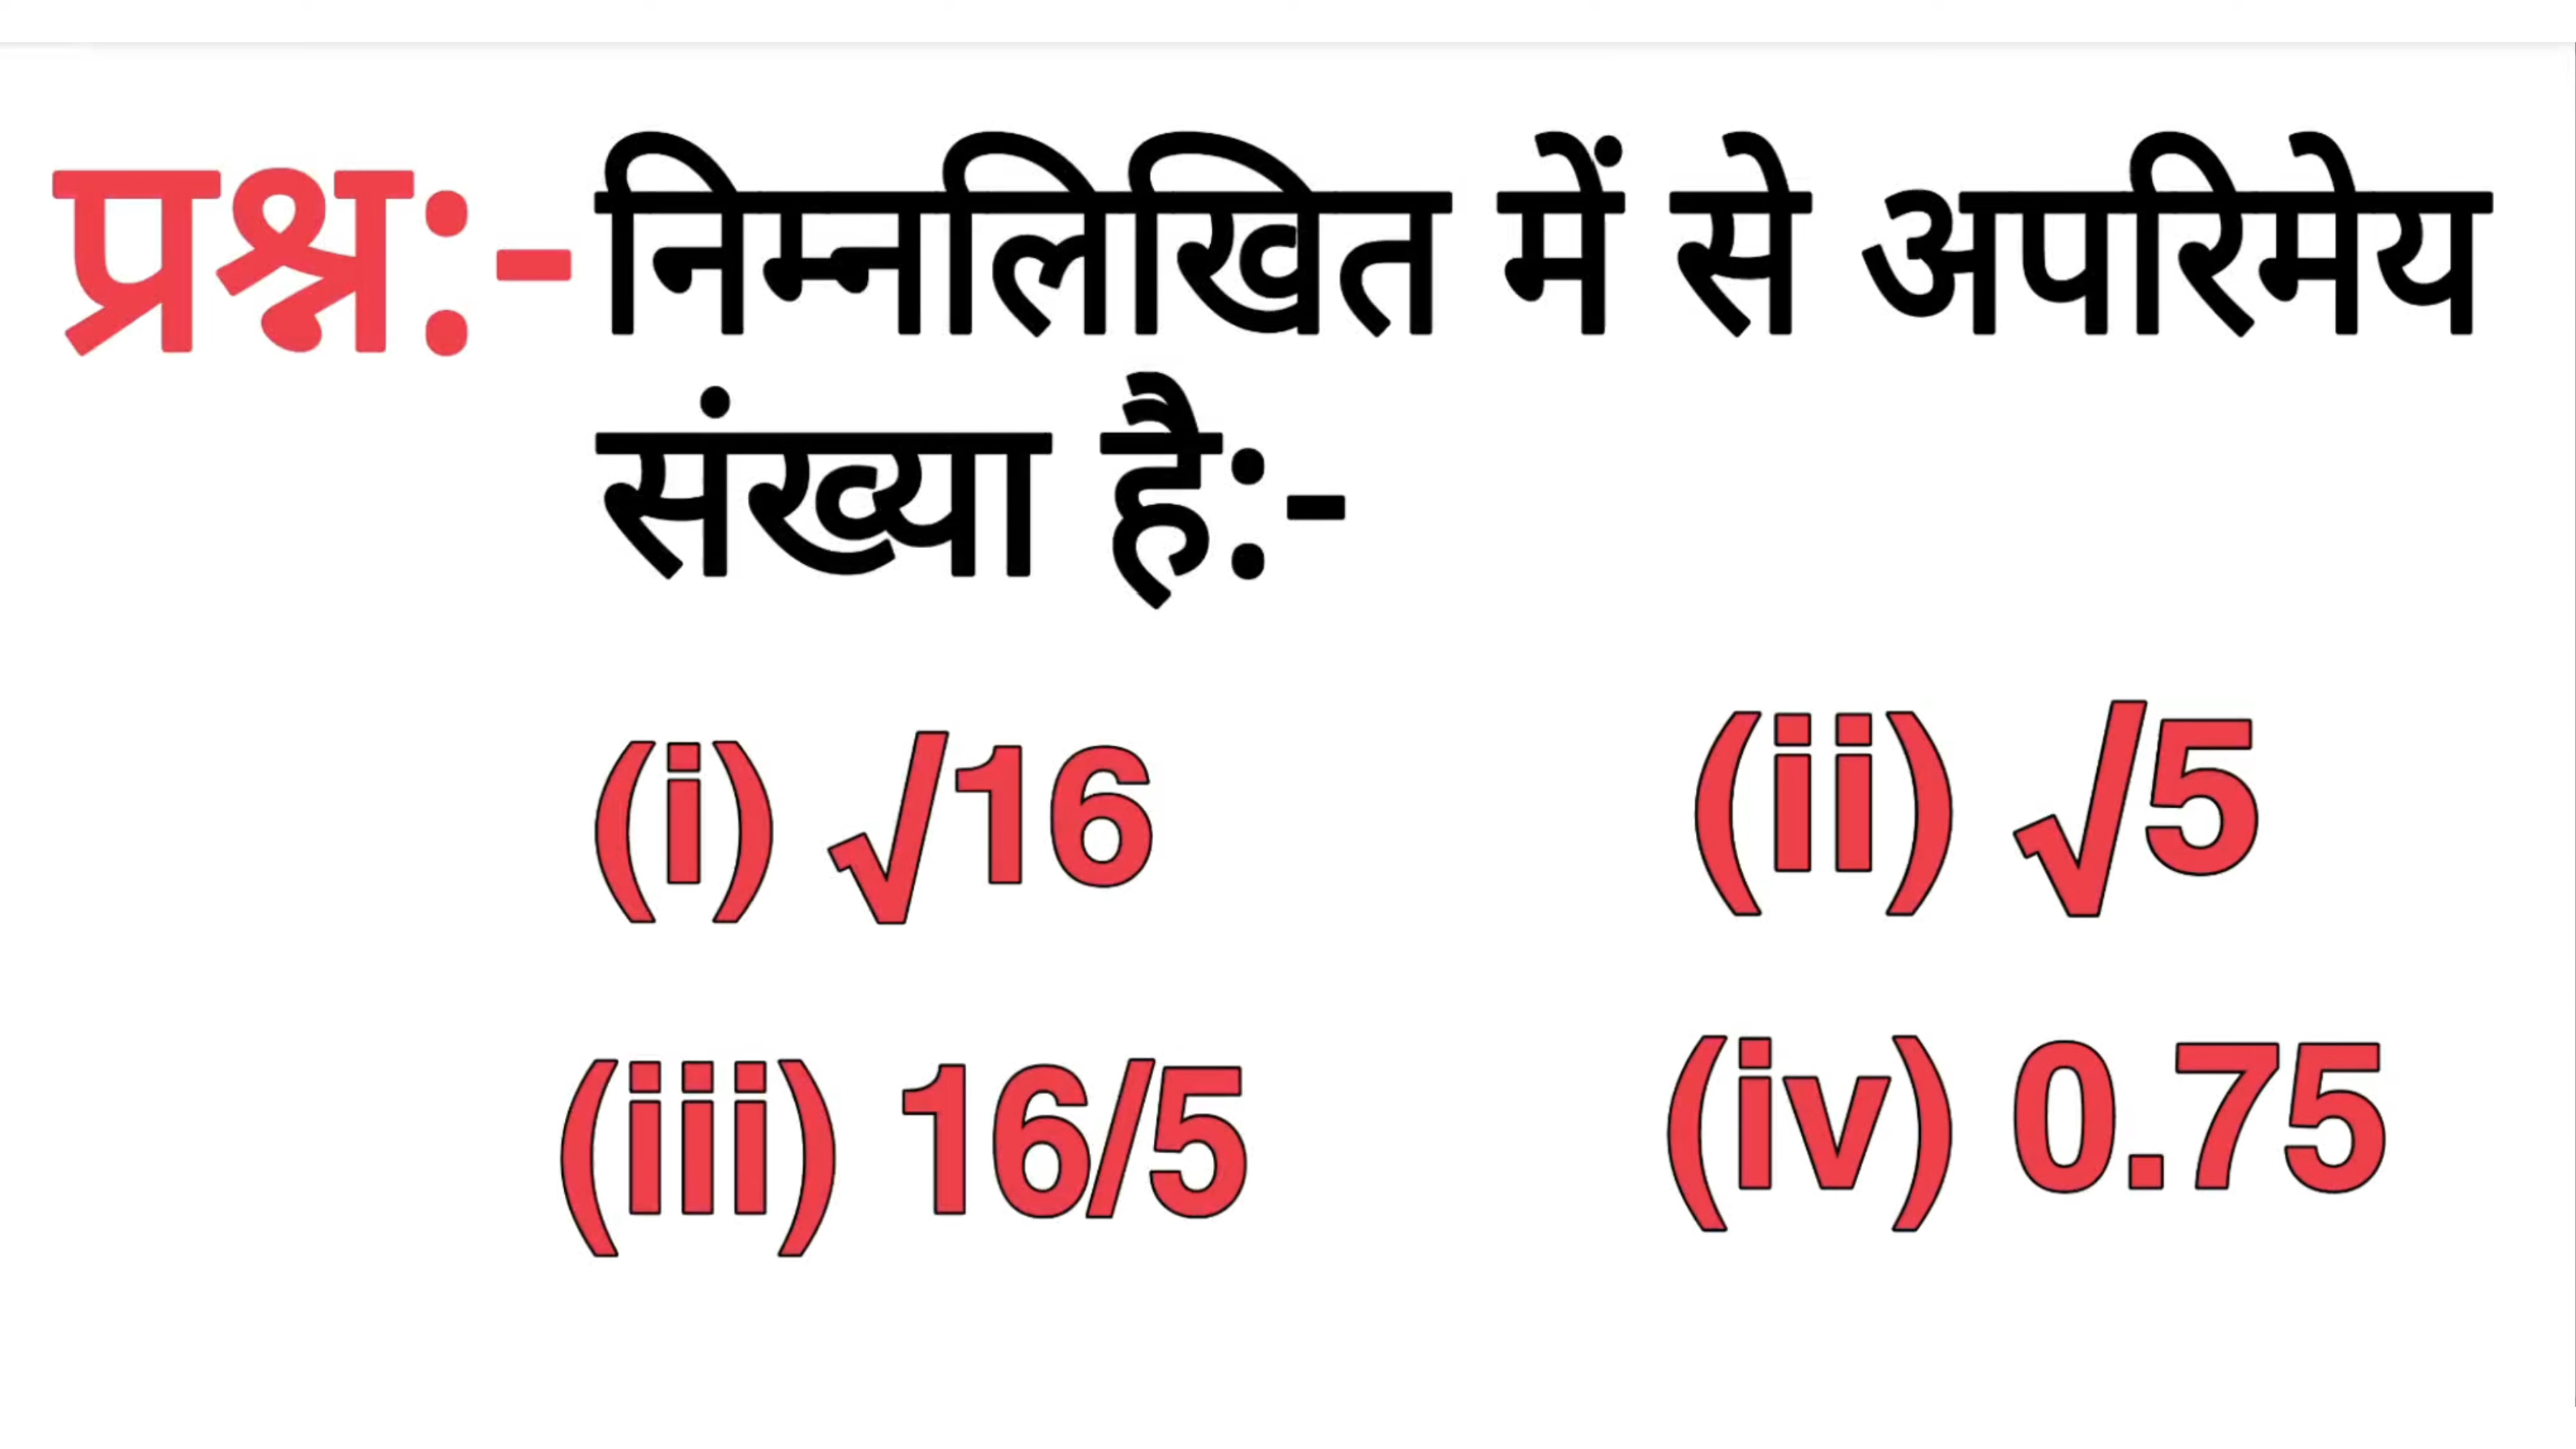 प्रश्न:-निम्नलिखित में से अपरिमेय
संख्या है:-
(i) √16 (ii) √5
(iii) 16/5 (iv) 0.75